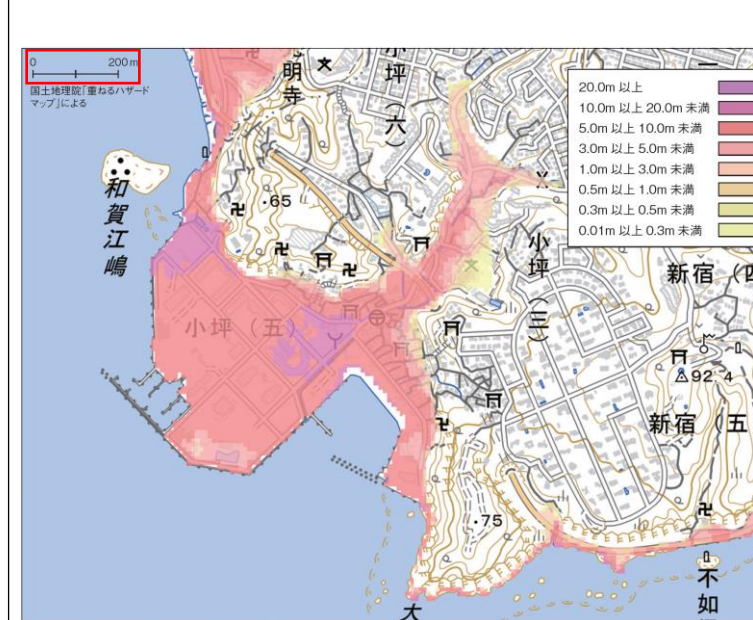 0 200m
国土地理院「重ねるハザード
マップ」による
明寺
小坪(六)
20.0m 以上
10.0m 以上 20.0m 未満
5.0m 以上 10.0m 未満
3.0m 以上 5.0m 未満
1.0m 以上 3.0m 未満
0.5m 以上 1.0m 未満
0.3m 以上 0.5m 未満
0.01m 以上 0.3m 未満
和賀江嶋
・65
小坪(三)
新宿(四
小坪(五)
92.4
新宿(五
・75
不如
大